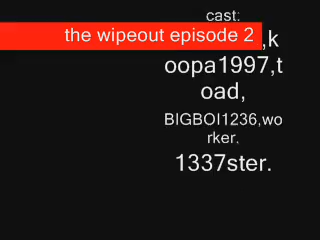 cast:
the wipeout episode 2
,k
oopa1997,t
oad,
BIGBOI1236,wo
rker,
1337ster.